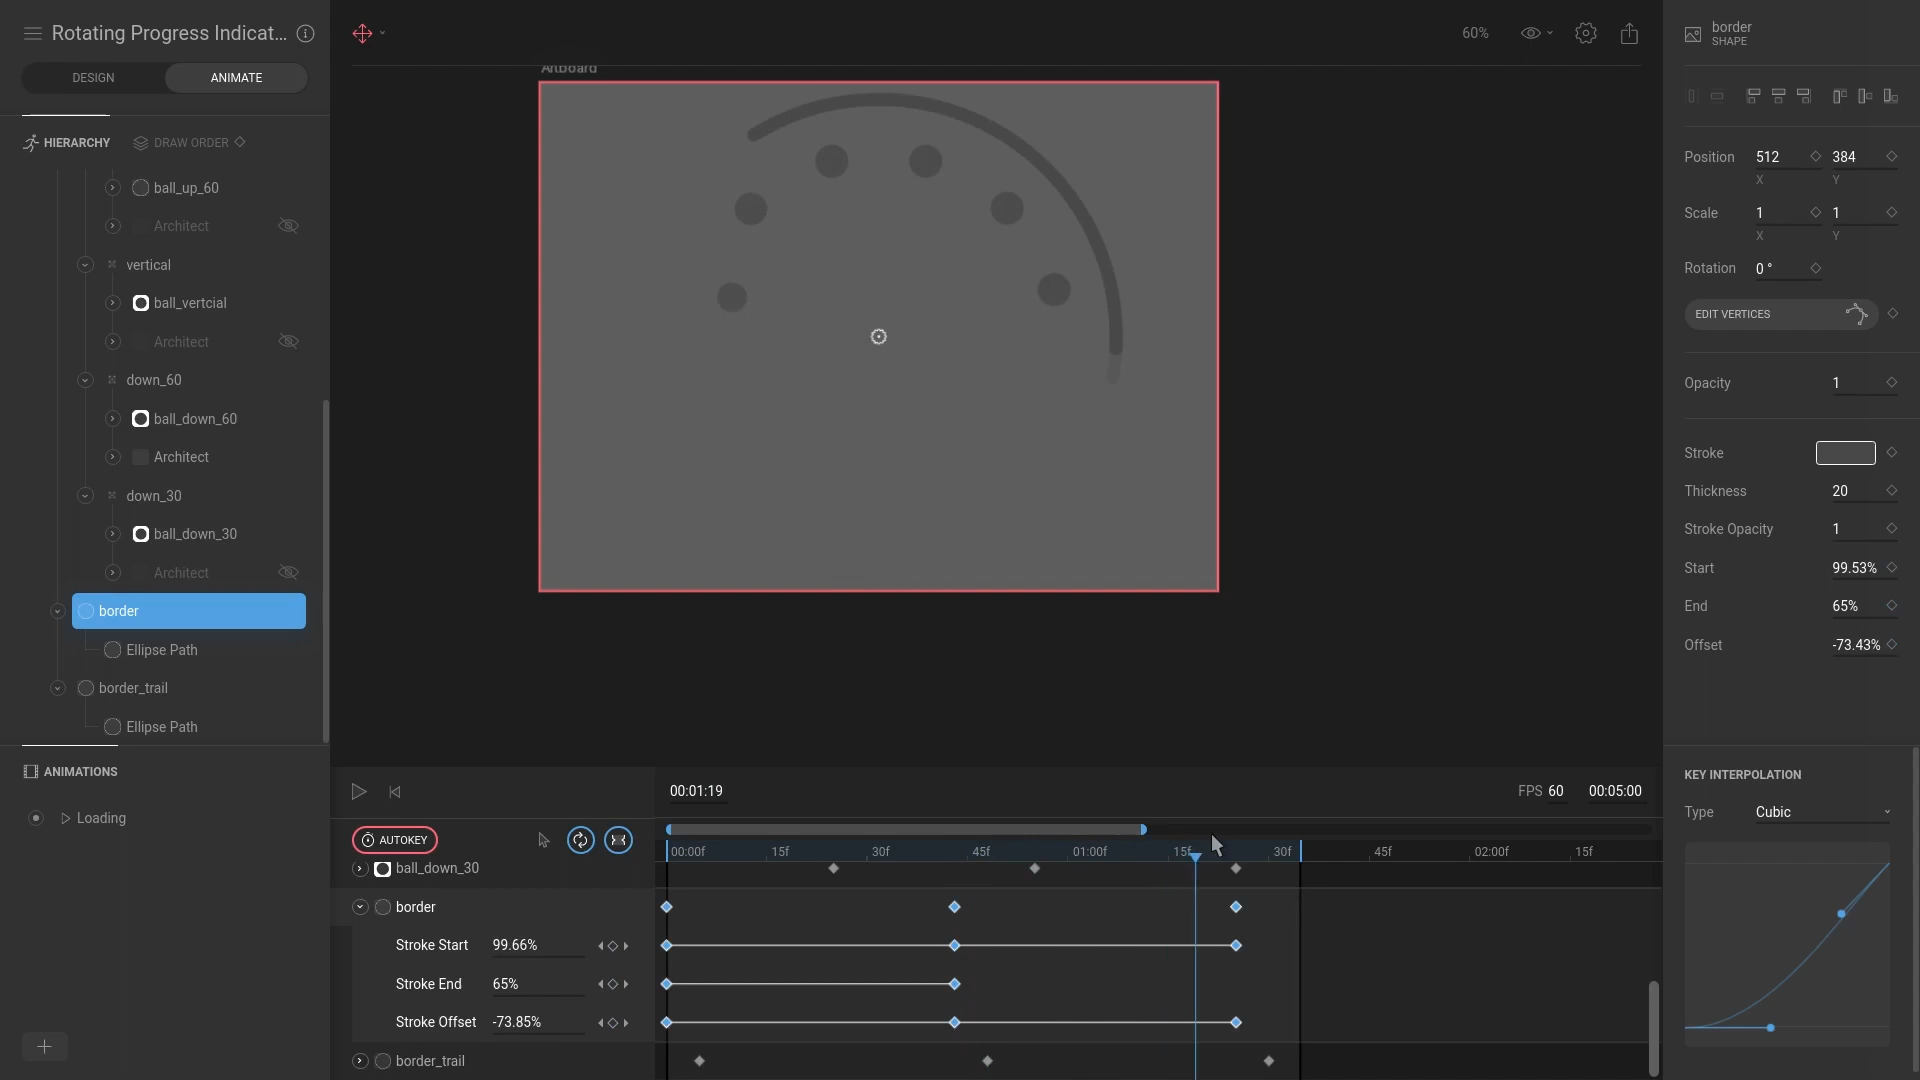 Rotating Progress Indicat...
DESIGN
ANIMATE
HIERARCHY
DRAW ORDER
ball_up_60
Architect
vertical
ball_vertcial
Architect
down_60
ball_down_60
Architect
down_30
ball_down_30
Architect
border
Ellipse Path
border_trail
Ellipse Path
ANIMATIONS
Loading
60%
Artboard
00:01:19
FPS 60
00:05:00
AUTOKEY
00:00f 15f 30f 45f 01:00f 15f 30f 45f 02:00f 15f
ball_down_30
border
Stroke Start 99.66%
Stroke End 65%
Stroke Offset -73.85%
border_trail
border
SHAPE
Position 512 384
X Y
Scale 1 1
X Y
Rotation 0 °
EDIT VERTICES
Opacity 1
Stroke
Thickness 20
Stroke Opacity 1
Start 99.53%
End 65%
Offset -73.43%
KEY INTERPOLATION
Type Cubic